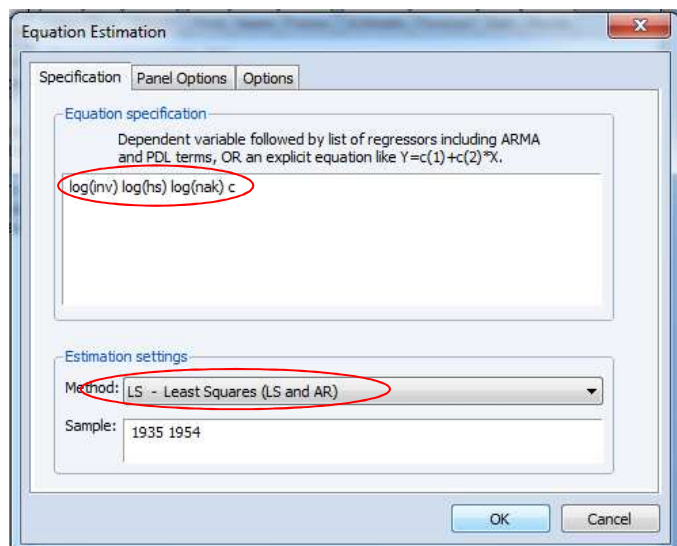 Equation Estimation
Specification Panel Options Options
Equation specification
Dependent variable followed by list of regressors including ARMA
and PDL terms, OR an explicit equation like Y=c(1)+c(2)*X.
log(inv) log(hs) log(nak) c
Estimation settings
Method: LS - Least Squares (LS and AR)
Sample: 1935 1954
OK Cancel